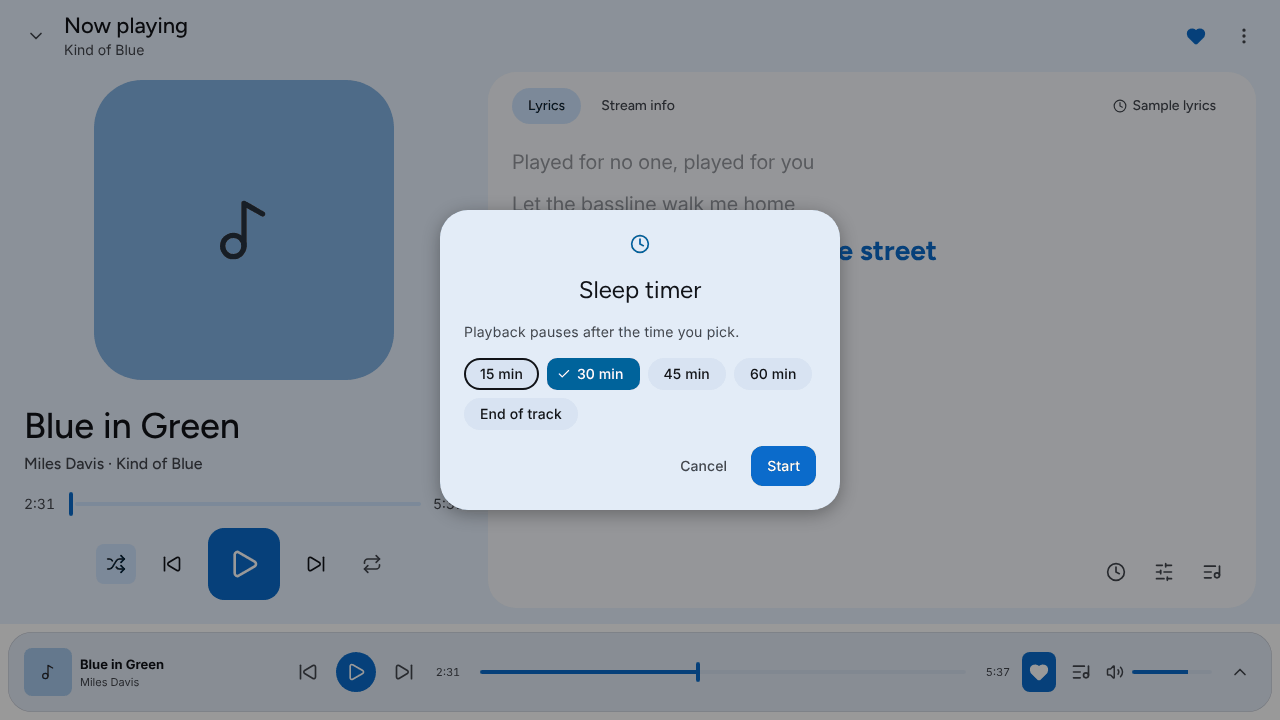 Now playing
Kind of Blue
Lyrics
Stream info
Sample lyrics
Played for no one, played for you
Let the bassline walk me home
street
Sleep timer
Playback pauses after the time you pick.
15 min
30 min
45 min
60 min
End of track
Cancel
Start
Blue in Green
Miles Davis · Kind of Blue
2:31
Blue in Green
Miles Davis
2:31
5:37